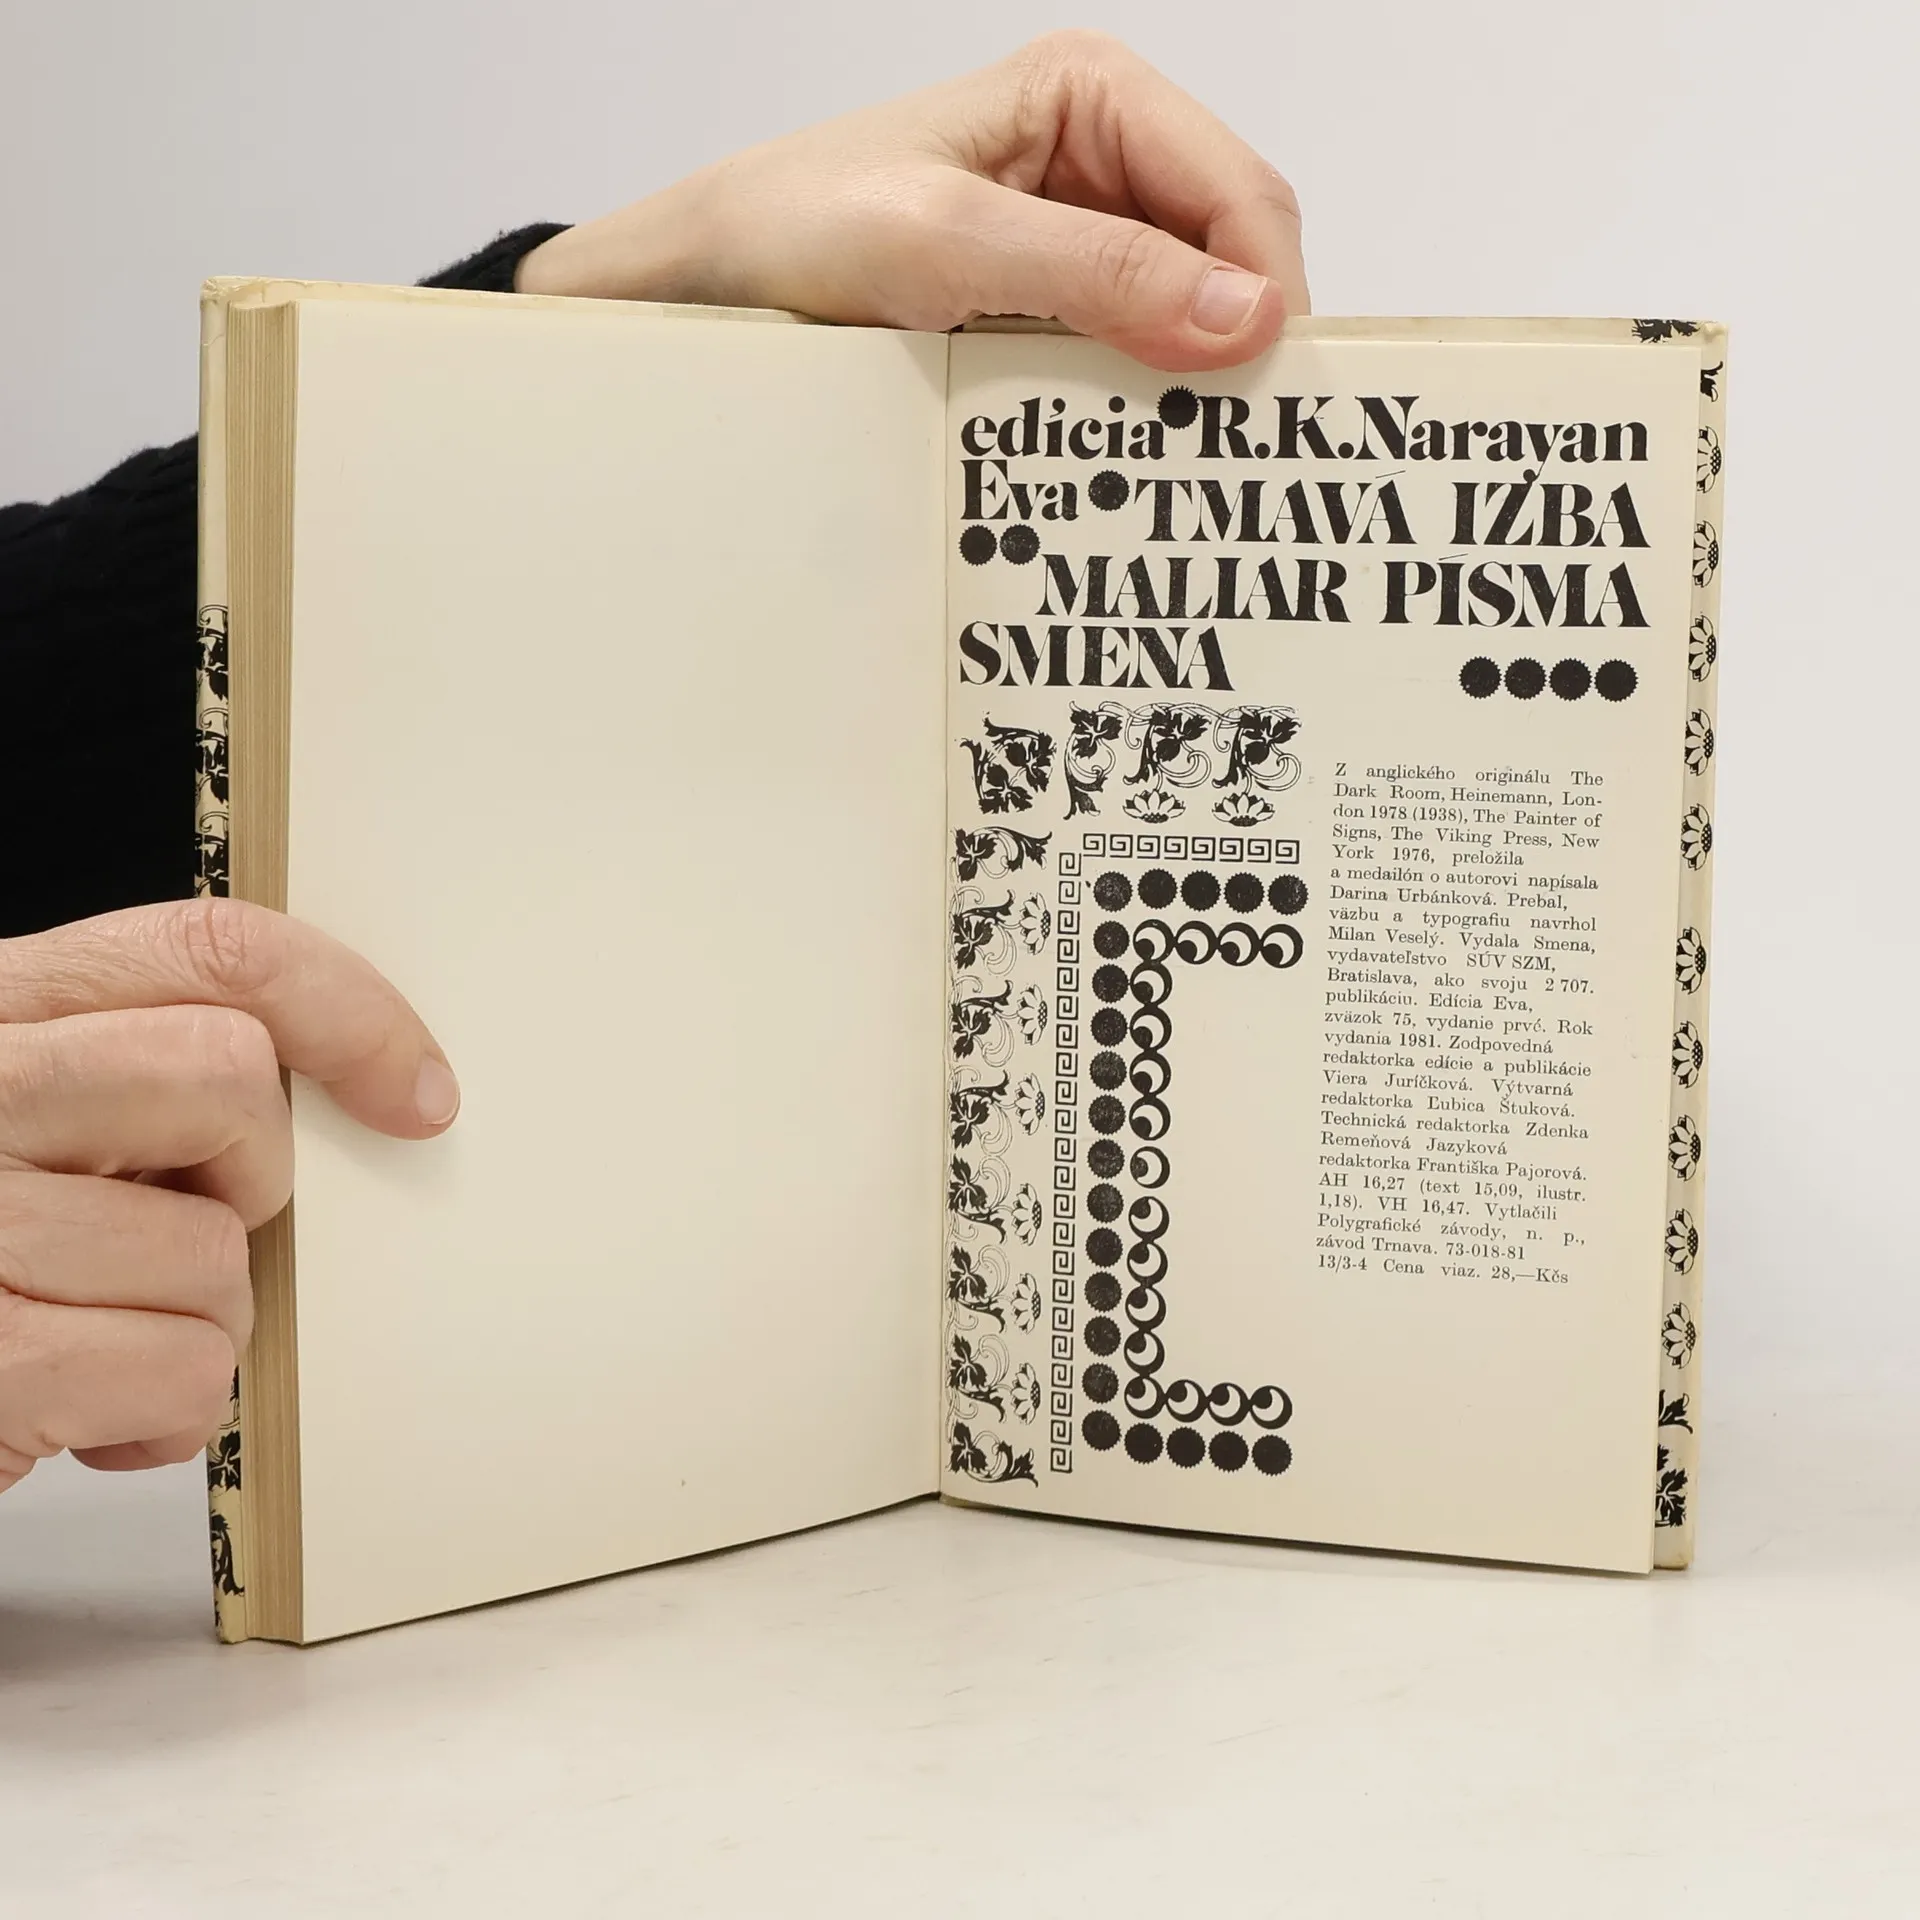 edícia R.K.Narayan
Eva TMAVÁ IZBA
MALIAR PÍSMA
SMENA
Z anglického originálu The
Dark Room, Heinemann, Lon-
don 1978 (1938), The Painter of
Signs, The Viking Press, New
York 1976, preložila
a medailón o autorovi napísala
Darina Urbánková. Prebal,
väzbu a typografiu navrhol
Milan Veselý. Vydala Smena,
vydavateľstvo SÚV SZM,
Bratislava, ako svoju 2 707.
publikáciu. Edícia Eva,
zväzok 75, vydanie prvé. Rok
vydania 1981. Zodpovedná
redaktorka edície a publikácie
Viera Juríčková. Výtvarná
redaktorka Ľubica Štuková.
Technická redaktorka Zdenka
Remeňová Jazyková
redaktorka Františka Pajorová.
AH 16,27 (text 15,09, ilustr.
1,18). VH 16,47. Vytlačili
Polygrafické závody, n. p.,
závod Trnava. 73-018-81
13/3-4 Cena viaz. 28,—Kčs